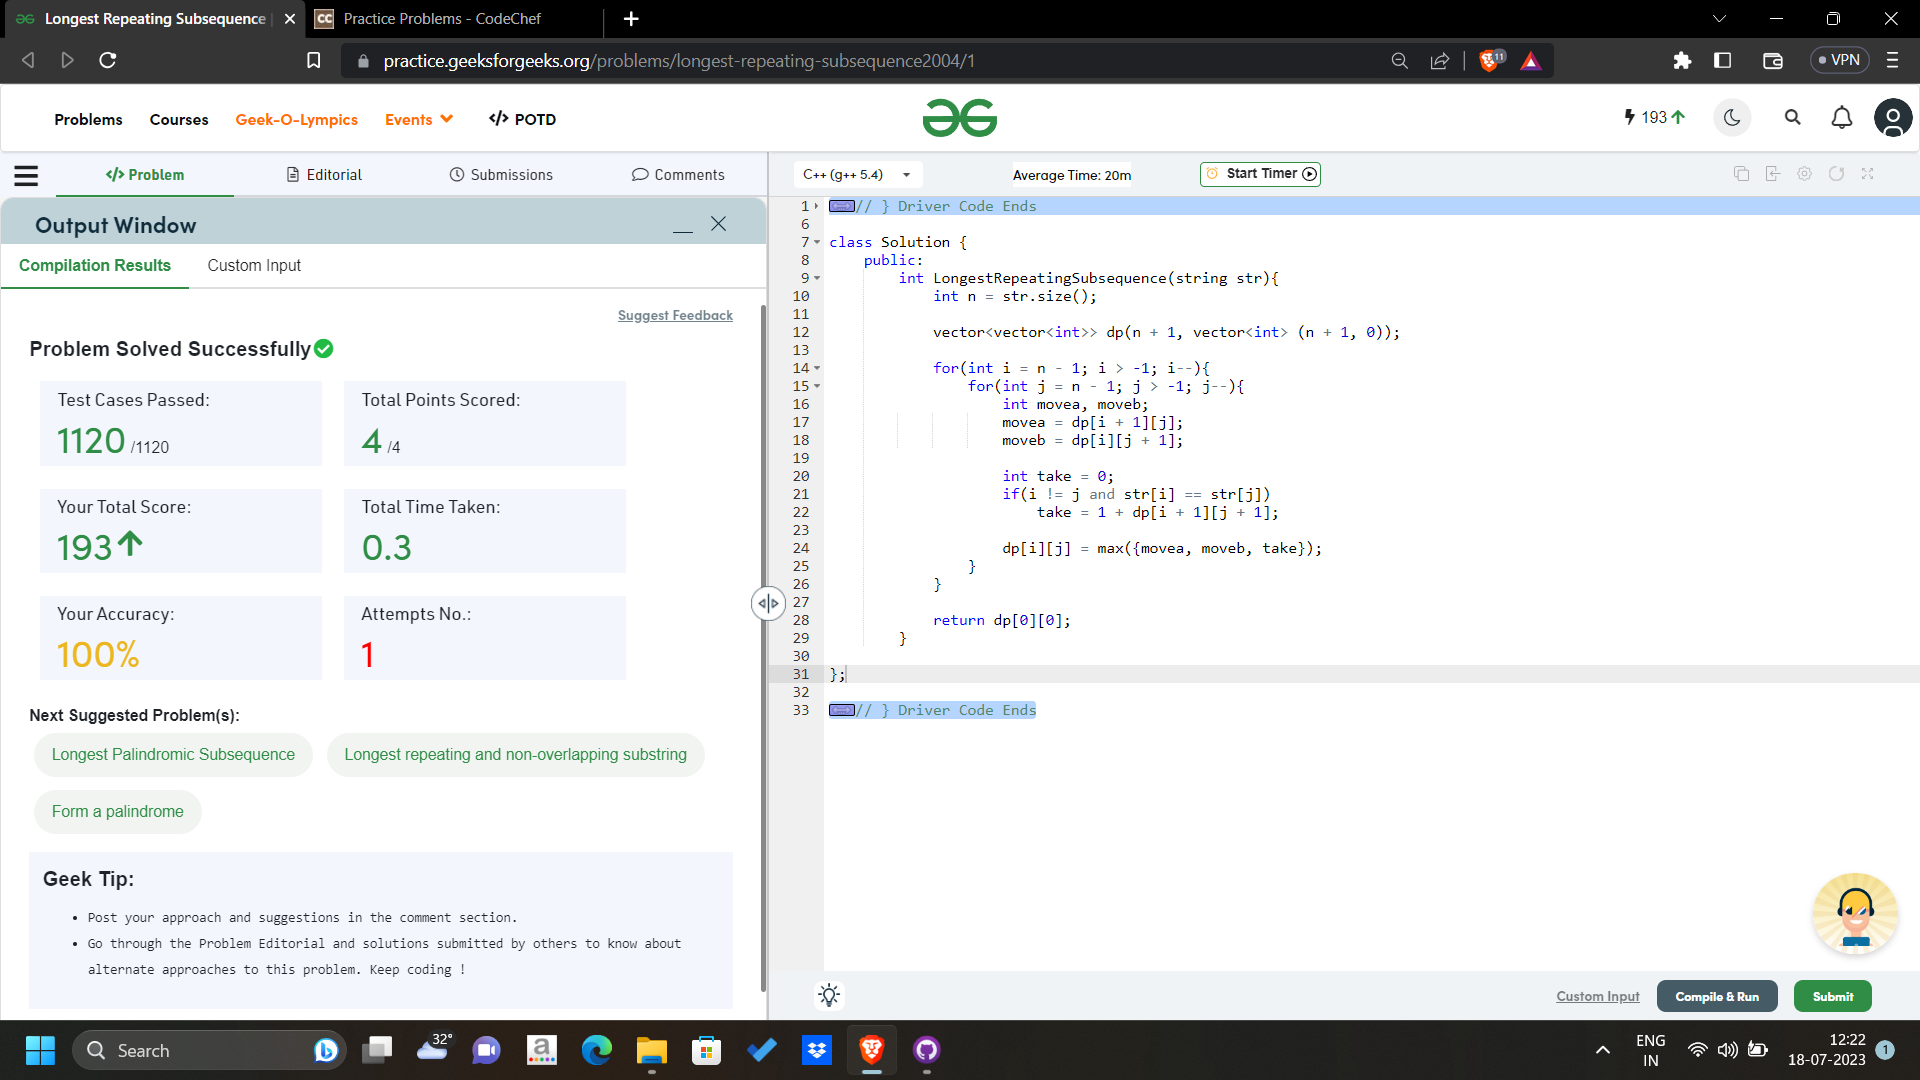 Longest Repeating Subsequence
Practice Problems - CodeChef
practice.geeksforgeeks.org/problems/longest-repeating-subsequence2004/1
11
VPN
Problems
Courses
Geek-O-Lympics
Events
</> POTD
193
</> Problem
Editorial
Submissions
Comments
C++ (g++ 5.4)
Average Time: 20m
Start Timer
Output Window
Compilation Results
Custom Input
Suggest Feedback
Problem Solved Successfully
Test Cases Passed:
1120 /1120
Total Points Scored:
4 /4
Your Total Score:
193
Total Time Taken:
0.3
Your Accuracy:
100%
Attempts No.:
1
Next Suggested Problem(s):
Longest Palindromic Subsequence
Longest repeating and non-overlapping substring
Form a palindrome
Geek Tip:
• Post your approach and suggestions in the comment section.
• Go through the Problem Editorial and solutions submitted by others to know about
alternate approaches to this problem. Keep coding !
1 // } Driver Code Ends
6
7 class Solution {
8 public:
9 int LongestRepeatingSubsequence(string str){
10 int n = str.size();
11
12 vector<vector<int>> dp(n + 1, vector<int> (n + 1, 0));
13
14 for(int i = n - 1; i > -1; i--){
15 for(int j = n - 1; j > -1; j--){
16 int movea, moveb;
17 movea = dp[i + 1][j];
18 moveb = dp[i][j + 1];
19
20 int take = 0;
21 if(i != j and str[i] == str[j])
22 take = 1 + dp[i + 1][j + 1];
23
24 dp[i][j] = max({movea, moveb, take});
25 }
26 }
27
28 return dp[0][0];
29 }
30
31 };
32
33 // } Driver Code Ends
Custom Input
Compile & Run
Submit
Search
32°
a
ENG
IN
12:22
18-07-2023
1